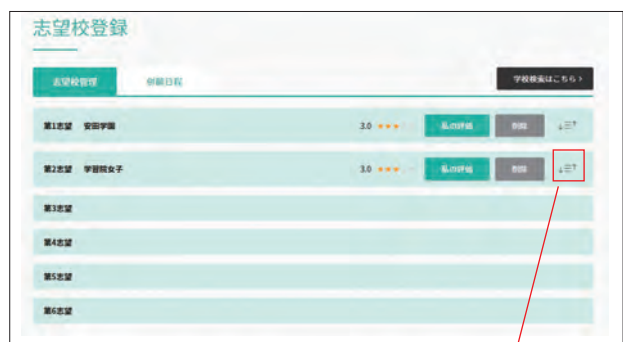 志望校登録
志望校管理 併願日程 学校検索はこちら›
第1志望 安田学園 3.0 ★★★ 私の評価 削除 ↓☰↑
第2志望 学習院女子 3.0 ★★★ 私の評価 削除 ↓☰↑
第3志望
第4志望
第5志望
第6志望